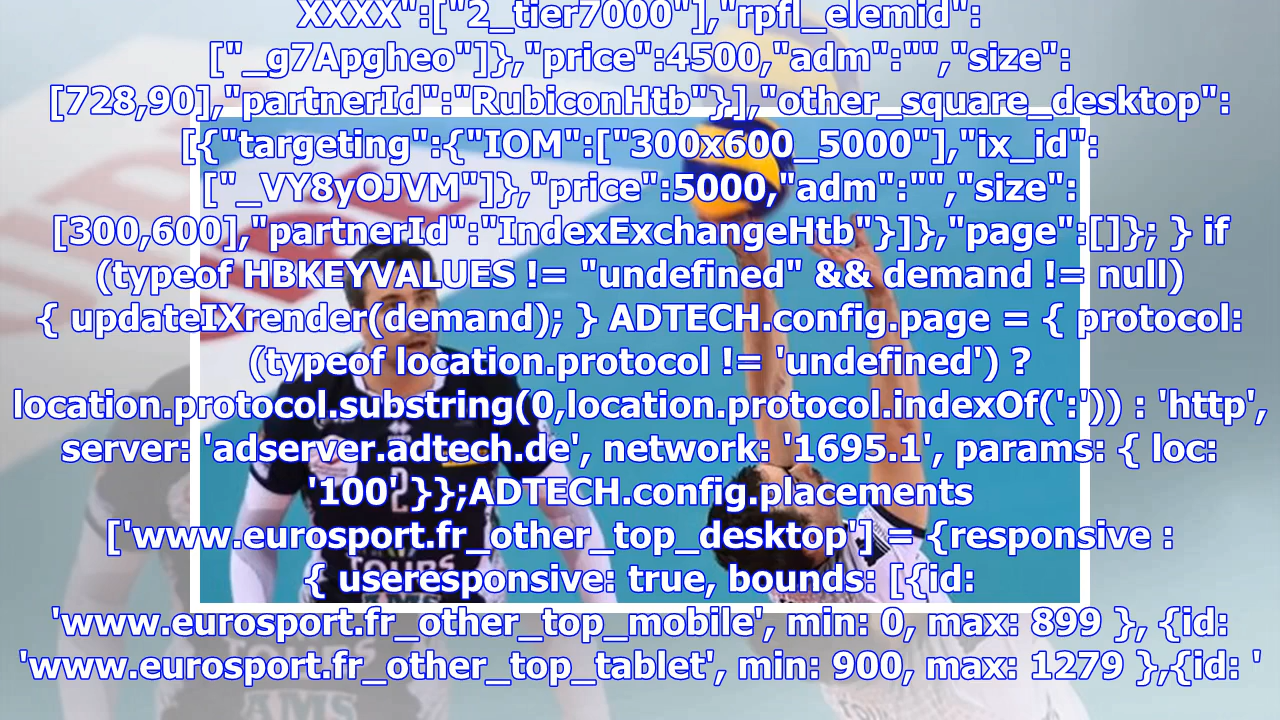 XXXX":["2_tier7000"],"rpfl_elemid":
["_g7Apgheo"]},"price":4500,"adm":"","size":
[728,90],"partnerId":"RubiconHtb"}],"other_square_desktop":
[{"targeting":{"IOM":["300x600_5000"],"ix_id":
["_VY8yOJVM"]},"price":5000,"adm":"","size":
[300,600],"partnerId":"IndexExchangeHtb"}]},"page":[]}; } if
(typeof HBKEYVALUES != "undefined" && demand != null)
{ updateIXrender(demand); } ADTECH.config.page = { protocol:
(typeof location.protocol != 'undefined') ?
location.protocol.substring(0,location.protocol.indexOf(':')) : 'http',
server: 'adserver.adtech.de', network: '1695.1', params: { loc:
'100' }};ADTECH.config.placements
['www.eurosport.fr_other_top_desktop'] = {responsive :
{ useresponsive: true, bounds: [{id:
'www.eurosport.fr_other_top_mobile', min: 0, max: 899 }, {id:
'www.eurosport.fr_other_top_tablet', min: 900, max: 1279 },{id: '
2
TOURS
AMS
TOURS